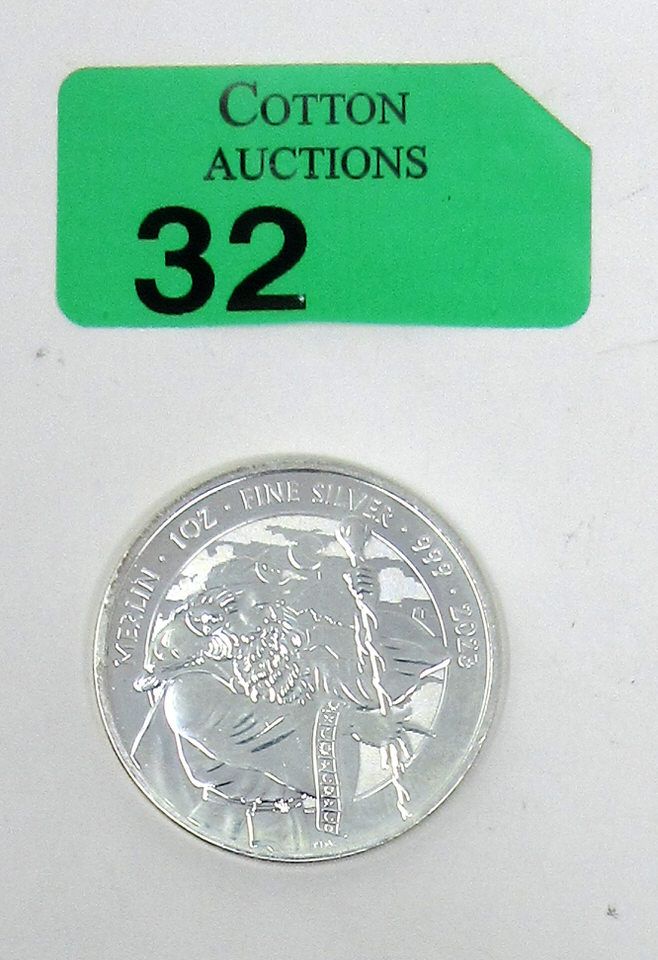 COTTON
AUCTIONS
32
MERLIN · 1OZ · FINE SILVER · 999 · 2023